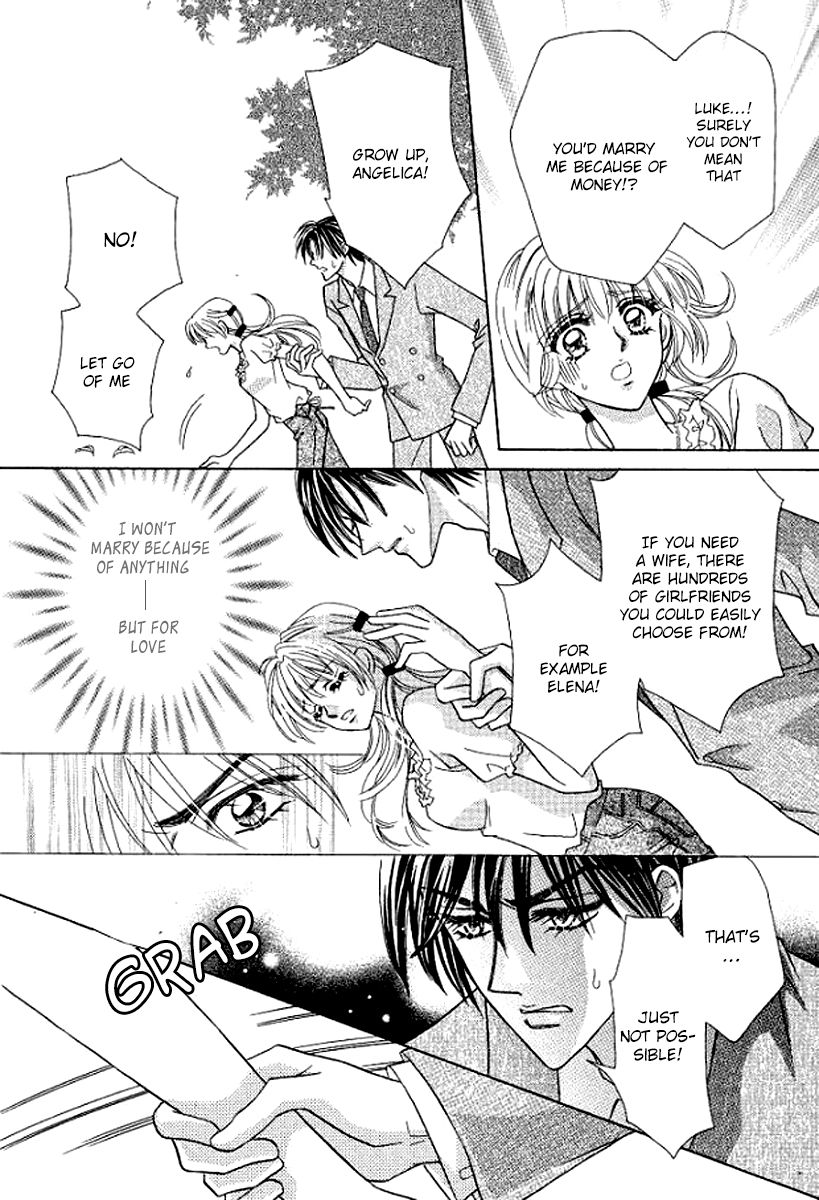 LUKE...!
SURELY
YOU DON'T
MEAN
THAT
YOU'D MARRY
ME BECAUSE OF
MONEY!?
GROW UP,
ANGELICA!
NO!
LET GO
OF ME
IF YOU NEED
A WIFE, THERE
ARE HUNDREDS
OF GIRLFRIENDS
YOU COULD EASILY
CHOOSE FROM!
FOR
EXAMPLE
ELENA!
I WON'T
MARRY BECAUSE
OF ANYTHING
—
BUT FOR
LOVE
THAT'S
...
JUST
NOT POS-
SIBLE!
GRAB